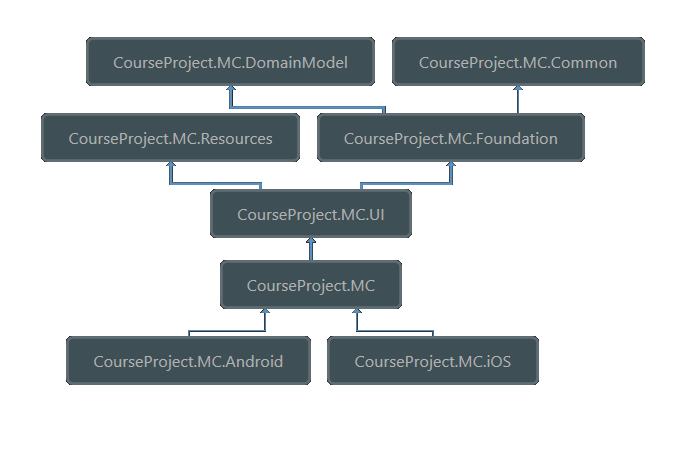 CourseProject.MC.DomainModel
CourseProject.MC.Common
CourseProject.MC.Resources
CourseProject.MC.Foundation
CourseProject.MC.UI
CourseProject.MC
CourseProject.MC.Android
CourseProject.MC.iOS